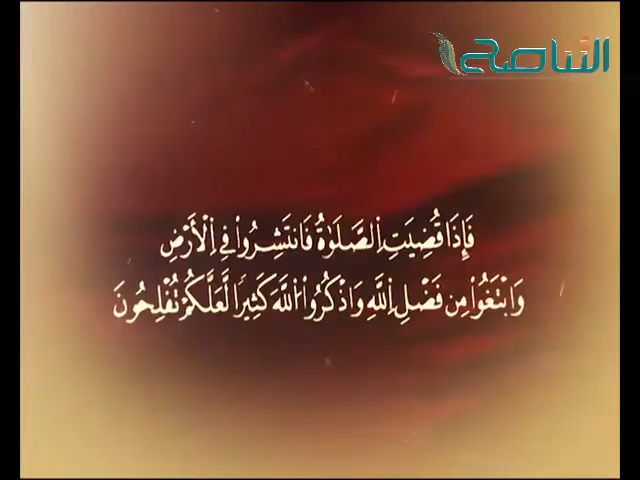 الناصح
فَإِذَا قُضِيَتِ الصَّلَوٰةُ فَانتَشِرُوا۟ فِي الْأَرْضِ
وَابْتَغُوا۟ مِن فَضْلِ اللَّهِ وَاذْكُرُوا۟ اللَّهَ كَثِيرًا لَّعَلَّكُمْ تُفْلِحُونَ